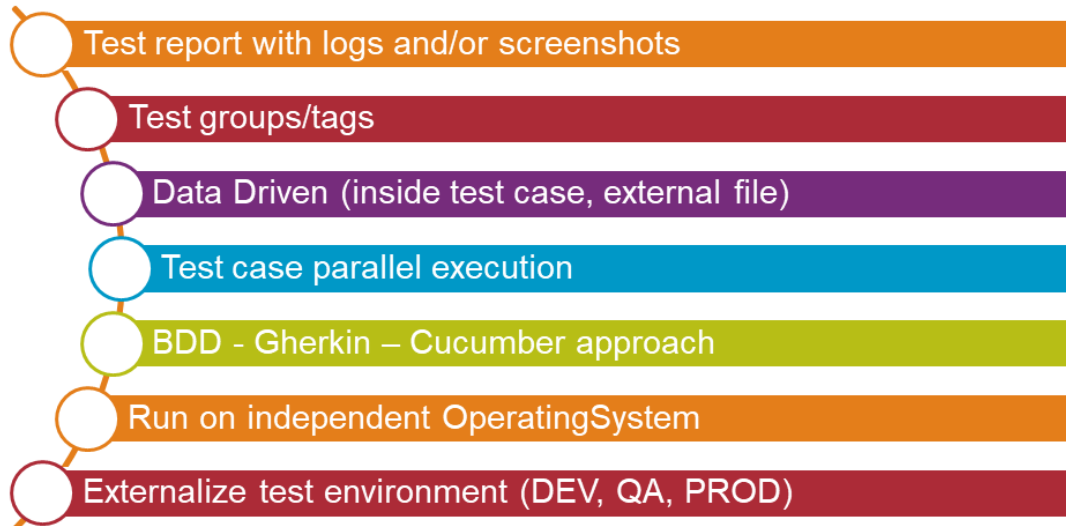 Test report with logs and/or screenshots
Test groups/tags
Data Driven (inside test case, external file)
Test case parallel execution
BDD - Gherkin – Cucumber approach
Run on independent OperatingSystem
Externalize test environment (DEV, QA, PROD)